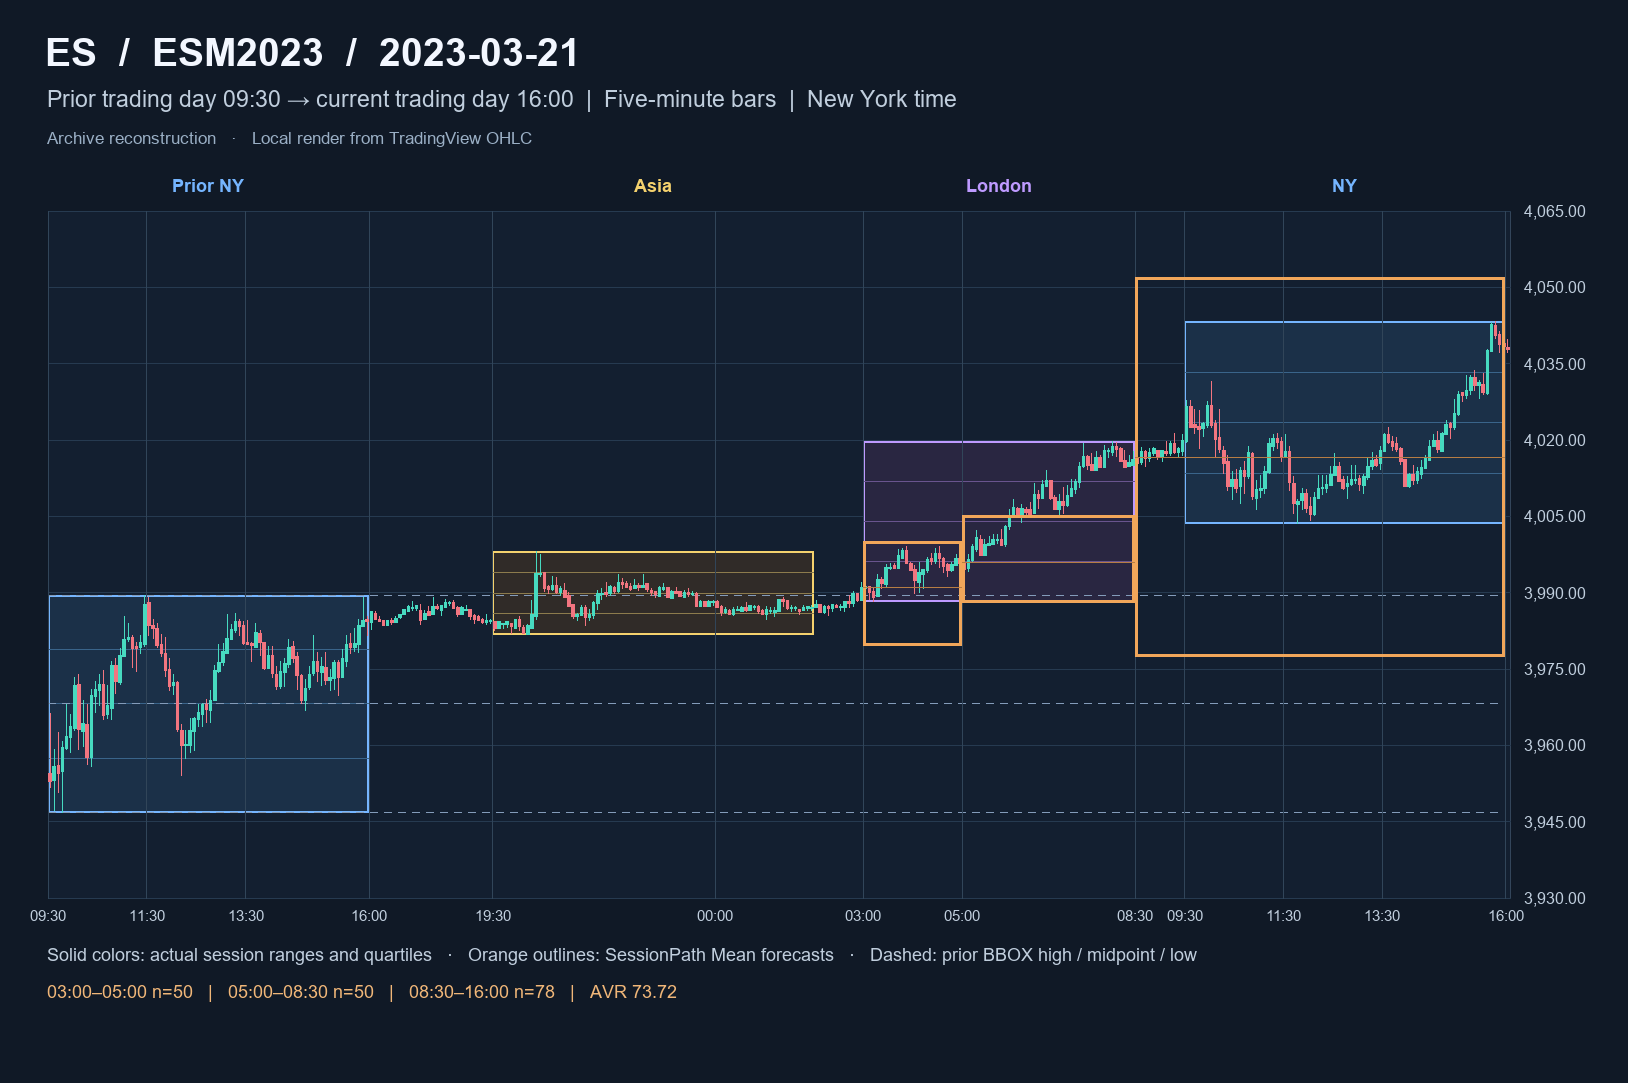 ES / ESM2023 / 2023-03-21
Prior trading day 09:30 → current trading day 16:00 | Five-minute bars | New York time
Archive reconstruction · Local render from TradingView OHLC
Prior NY Asia London NY
4,065.00
4,050.00
4,035.00
4,020.00
4,005.00
3,990.00
3,975.00
3,960.00
3,945.00
3,930.00
09:30 11:30 13:30 16:00 19:30 00:00 03:00 05:00 08:30 09:30 11:30 13:30 16:00
Solid colors: actual session ranges and quartiles · Orange outlines: SessionPath Mean forecasts · Dashed: prior BBOX high / midpoint / low
03:00–05:00 n=50 | 05:00–08:30 n=50 | 08:30–16:00 n=78 | AVR 73.72